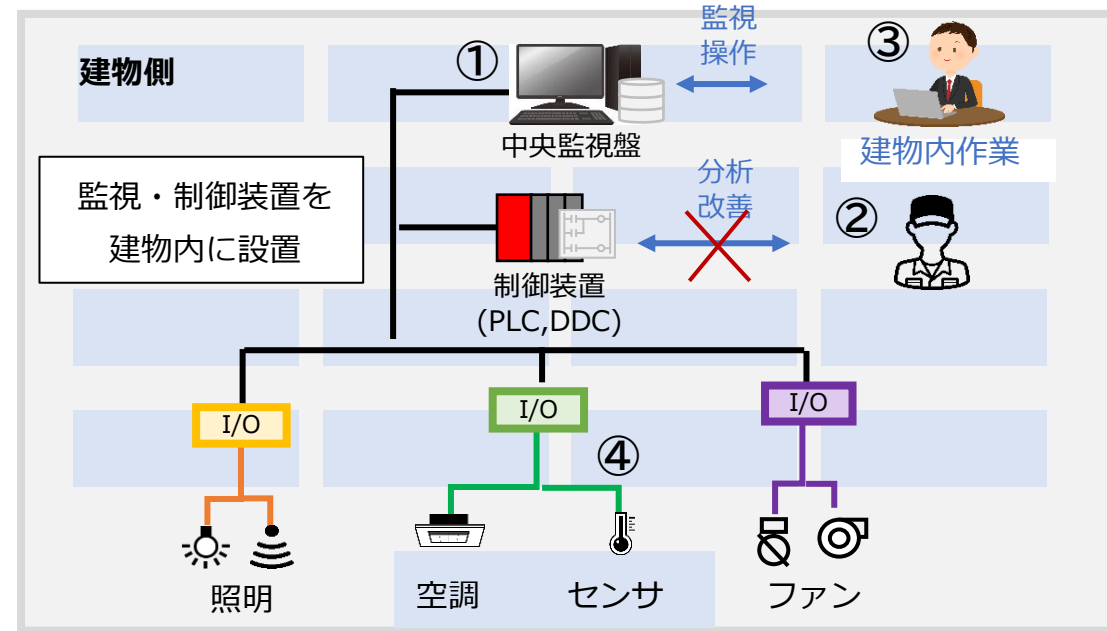 建物側
①
監視
操作
③
中央監視盤
建物内作業
監視・制御装置を
建物内に設置
分析
改善
②
制御装置
(PLC,DDC)
I/O
I/O
I/O
④
照明
空調
センサ
ファン